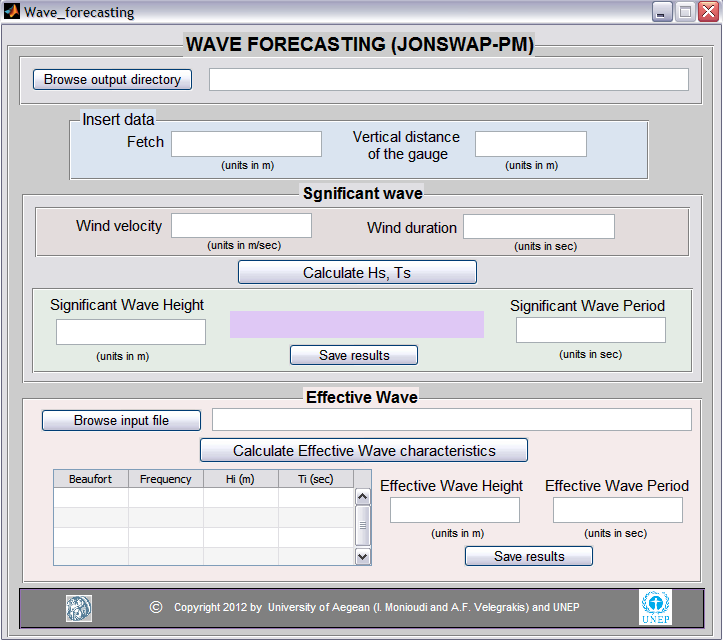 Wave_forecasting
WAVE FORECASTING (JONSWAP-PM)
Browse output directory
Insert data
Fetch
(units in m)
Vertical distance
of the gauge
(units in m)
Sgnificant wave
Wind velocity
(units in m/sec)
Wind duration
(units in sec)
Calculate Hs, Ts
Significant Wave Height
(units in m)
Save results
Significant Wave Period
(units in sec)
Effective Wave
Browse input file
Calculate Effective Wave characteristics
Beaufort Frequency Hi (m) Ti (sec)
Effective Wave Height
(units in m)
Effective Wave Period
(units in sec)
Save results
© Copyright 2012 by University of Aegean (I. Monioudi and A.F. Velegrakis) and UNEP
UNEP